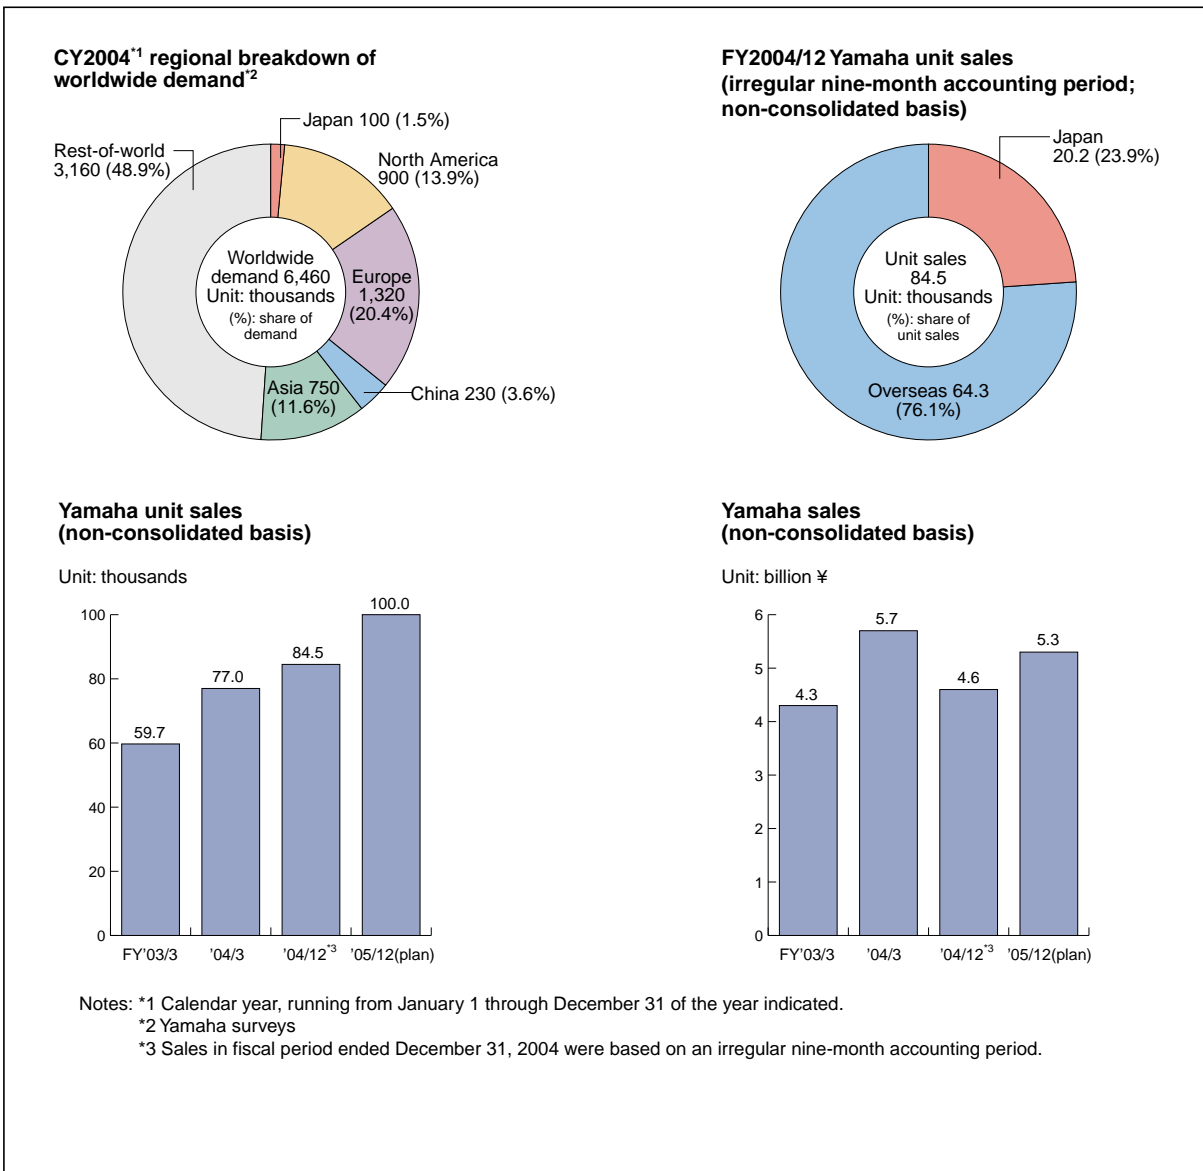 CY2004*1 regional breakdown of
worldwide demand*2
Japan 100 (1.5%)
Rest-of-world
3,160 (48.9%)
North America
900 (13.9%)
Worldwide
demand 6,460
Unit: thousands
(%): share of
demand
Europe
1,320
(20.4%)
Asia 750
(11.6%)
China 230 (3.6%)
FY2004/12 Yamaha unit sales
(irregular nine-month accounting period;
non-consolidated basis)
Japan
20.2 (23.9%)
Unit sales
84.5
Unit: thousands
(%): share of
unit sales
Overseas 64.3
(76.1%)
Yamaha unit sales
(non-consolidated basis)
Unit: thousands
100
80
60
40
20
0
59.7
77.0
84.5
100.0
FY'03/3
'04/3
'04/12*3
'05/12(plan)
Yamaha sales
(non-consolidated basis)
Unit: billion ¥
6
5
4
3
2
1
0
4.3
5.7
4.6
5.3
FY'03/3
'04/3
'04/12*3
'05/12(plan)
Notes: *1 Calendar year, running from January 1 through December 31 of the year indicated.
*2 Yamaha surveys
*3 Sales in fiscal period ended December 31, 2004 were based on an irregular nine-month accounting period.